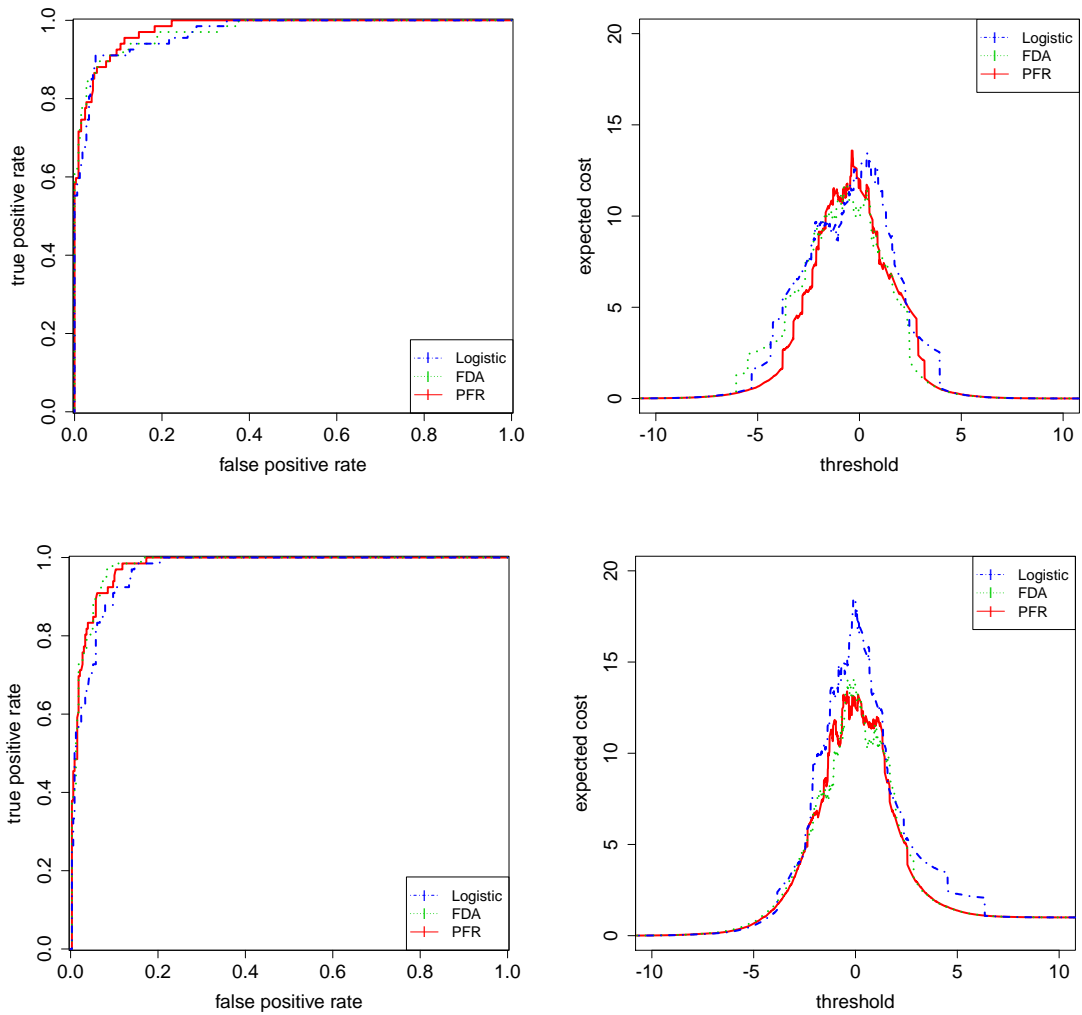 1.0
0.8
0.6
0.4
0.2
0.0
true positive rate
Logistic
FDA
PFR
0.0 0.2 0.4 0.6 0.8 1.0
false positive rate
20
15
10
5
0
expected cost
Logistic
FDA
PFR
-10 -5 0 5 10
threshold
1.0
0.8
0.6
0.4
0.2
0.0
true positive rate
Logistic
FDA
PFR
0.0 0.2 0.4 0.6 0.8 1.0
false positive rate
20
15
10
5
0
expected cost
Logistic
FDA
PFR
-10 -5 0 5 10
threshold